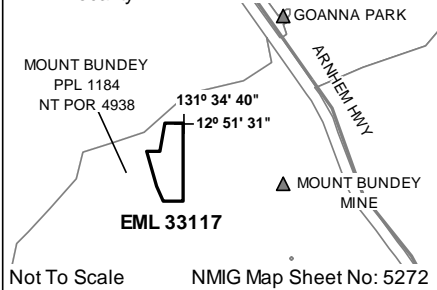 GOANNA PARK
ARNHEM HWY
MOUNT BUNDEY
PPL 1184
NT POR 4938
131º 34' 40"
12º 51' 31"
MOUNT BUNDEY
MINE
EML 33117
Not To Scale
NMIG Map Sheet No: 5272